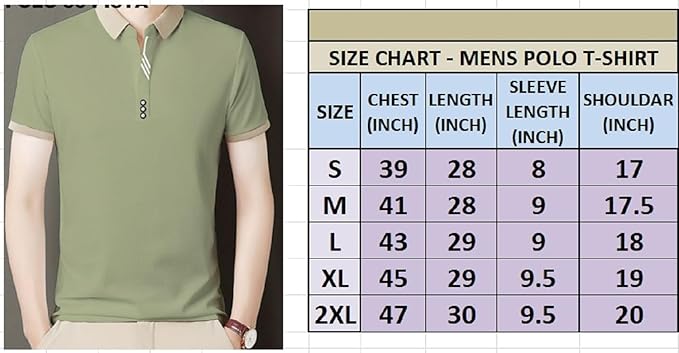 SIZE CHART - MENS POLO T-SHIRT
SIZE CHEST (INCH) LENGTH (INCH) SLEEVE LENGTH (INCH) SHOULDAR (INCH)
S 39 28 8 17
M 41 28 9 17.5
L 43 29 9 18
XL 45 29 9.5 19
2XL 47 30 9.5 20